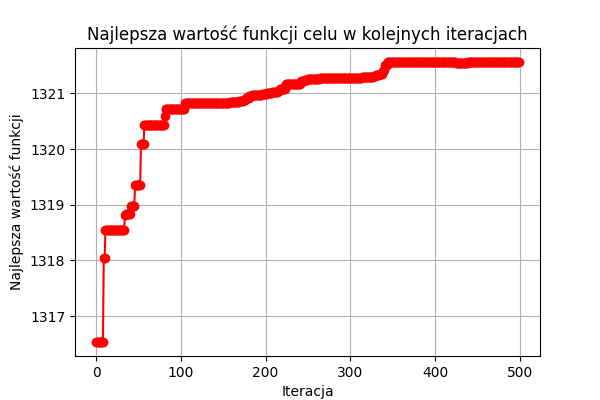 Najlepsza wartość funkcji celu w kolejnych iteracjach
Najlepsza wartość funkcji
1321
1320
1319
1318
1317
0 100 200 300 400 500
Iteracja